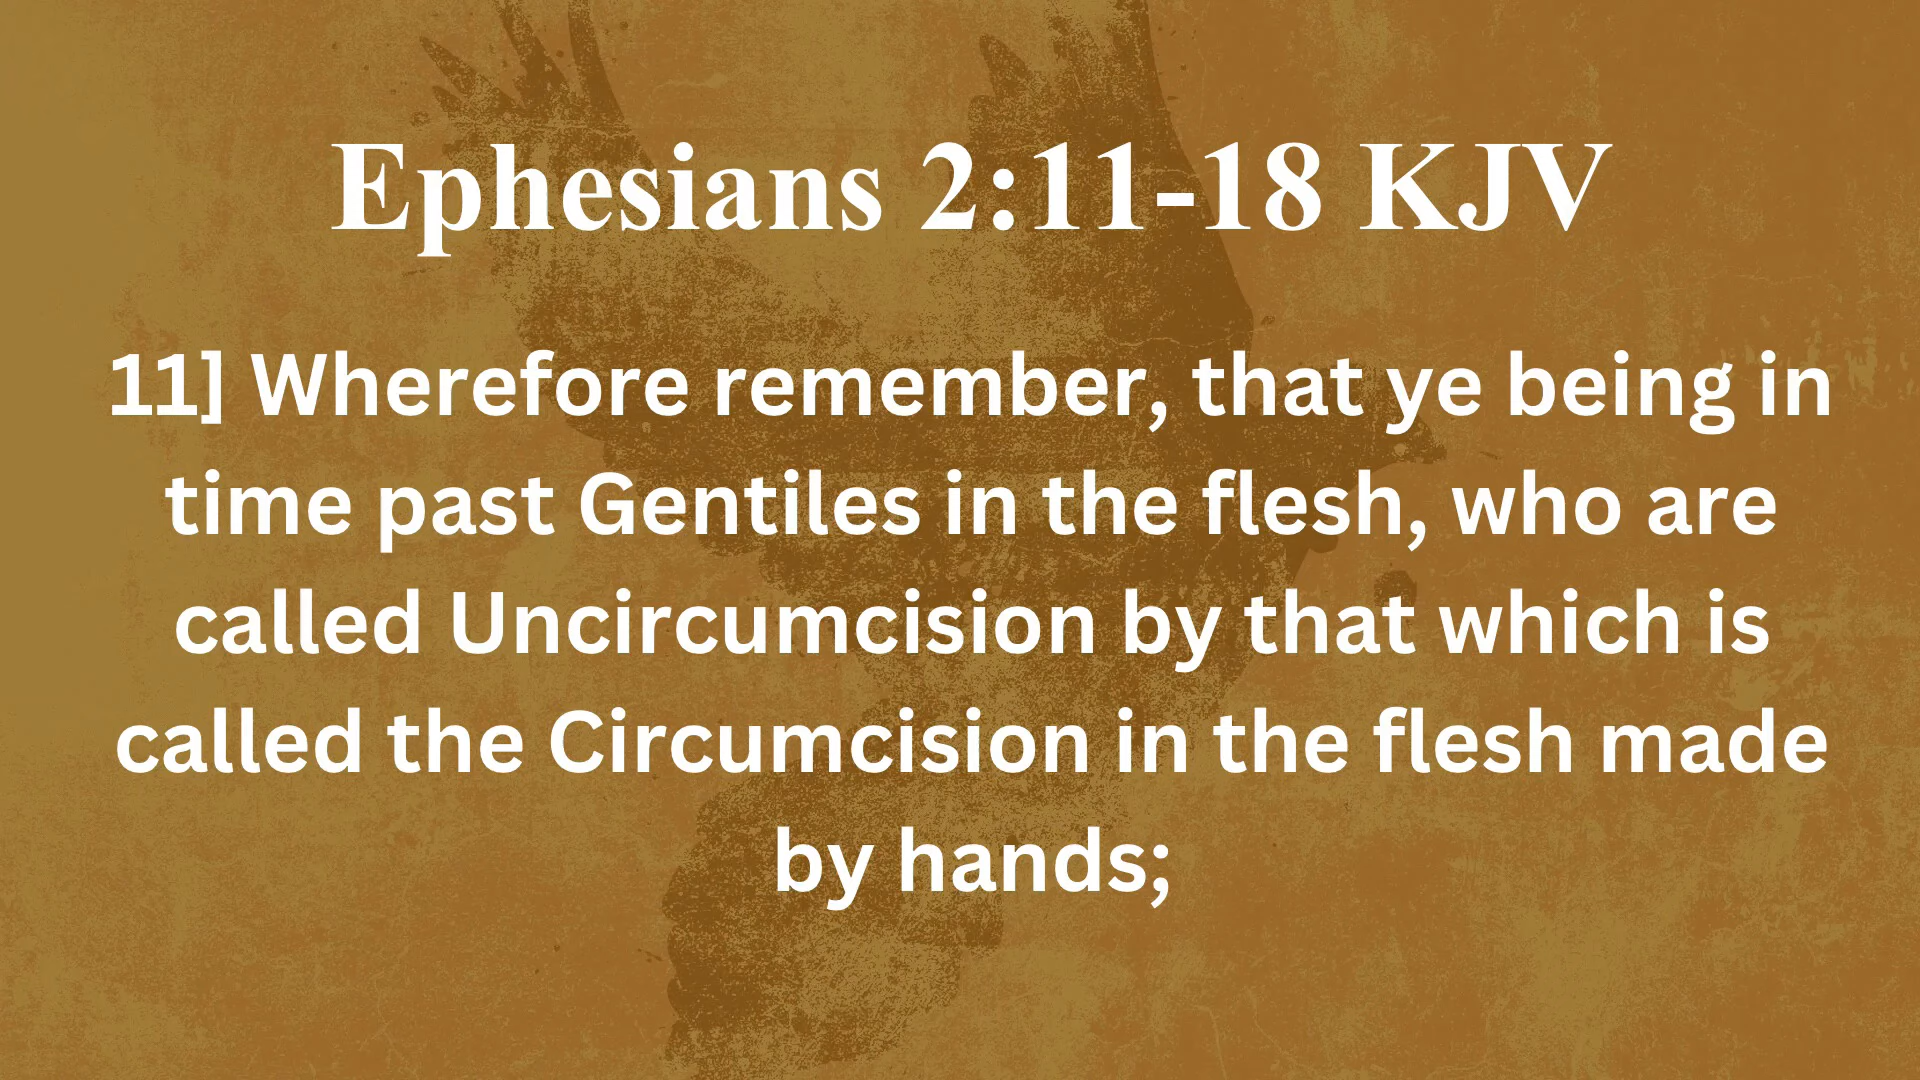 Ephesians 2:11-18 KJV
11] Wherefore remember, that ye being in
time past Gentiles in the flesh, who are
called Uncircumcision by that which is
called the Circumcision in the flesh made
by hands;